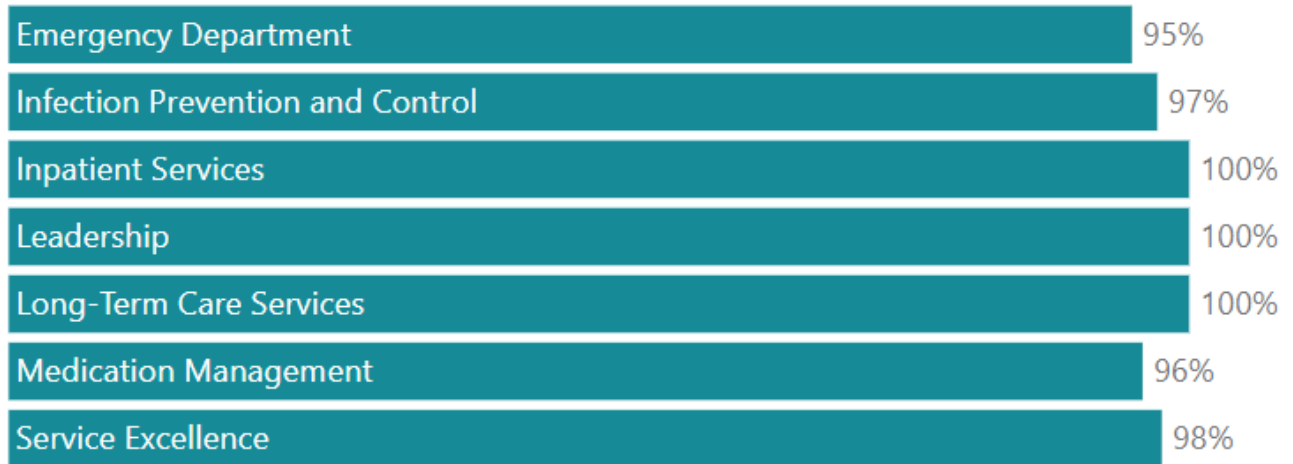 Emergency Department 95%
Infection Prevention and Control 97%
Inpatient Services 100%
Leadership 100%
Long-Term Care Services 100%
Medication Management 96%
Service Excellence 98%